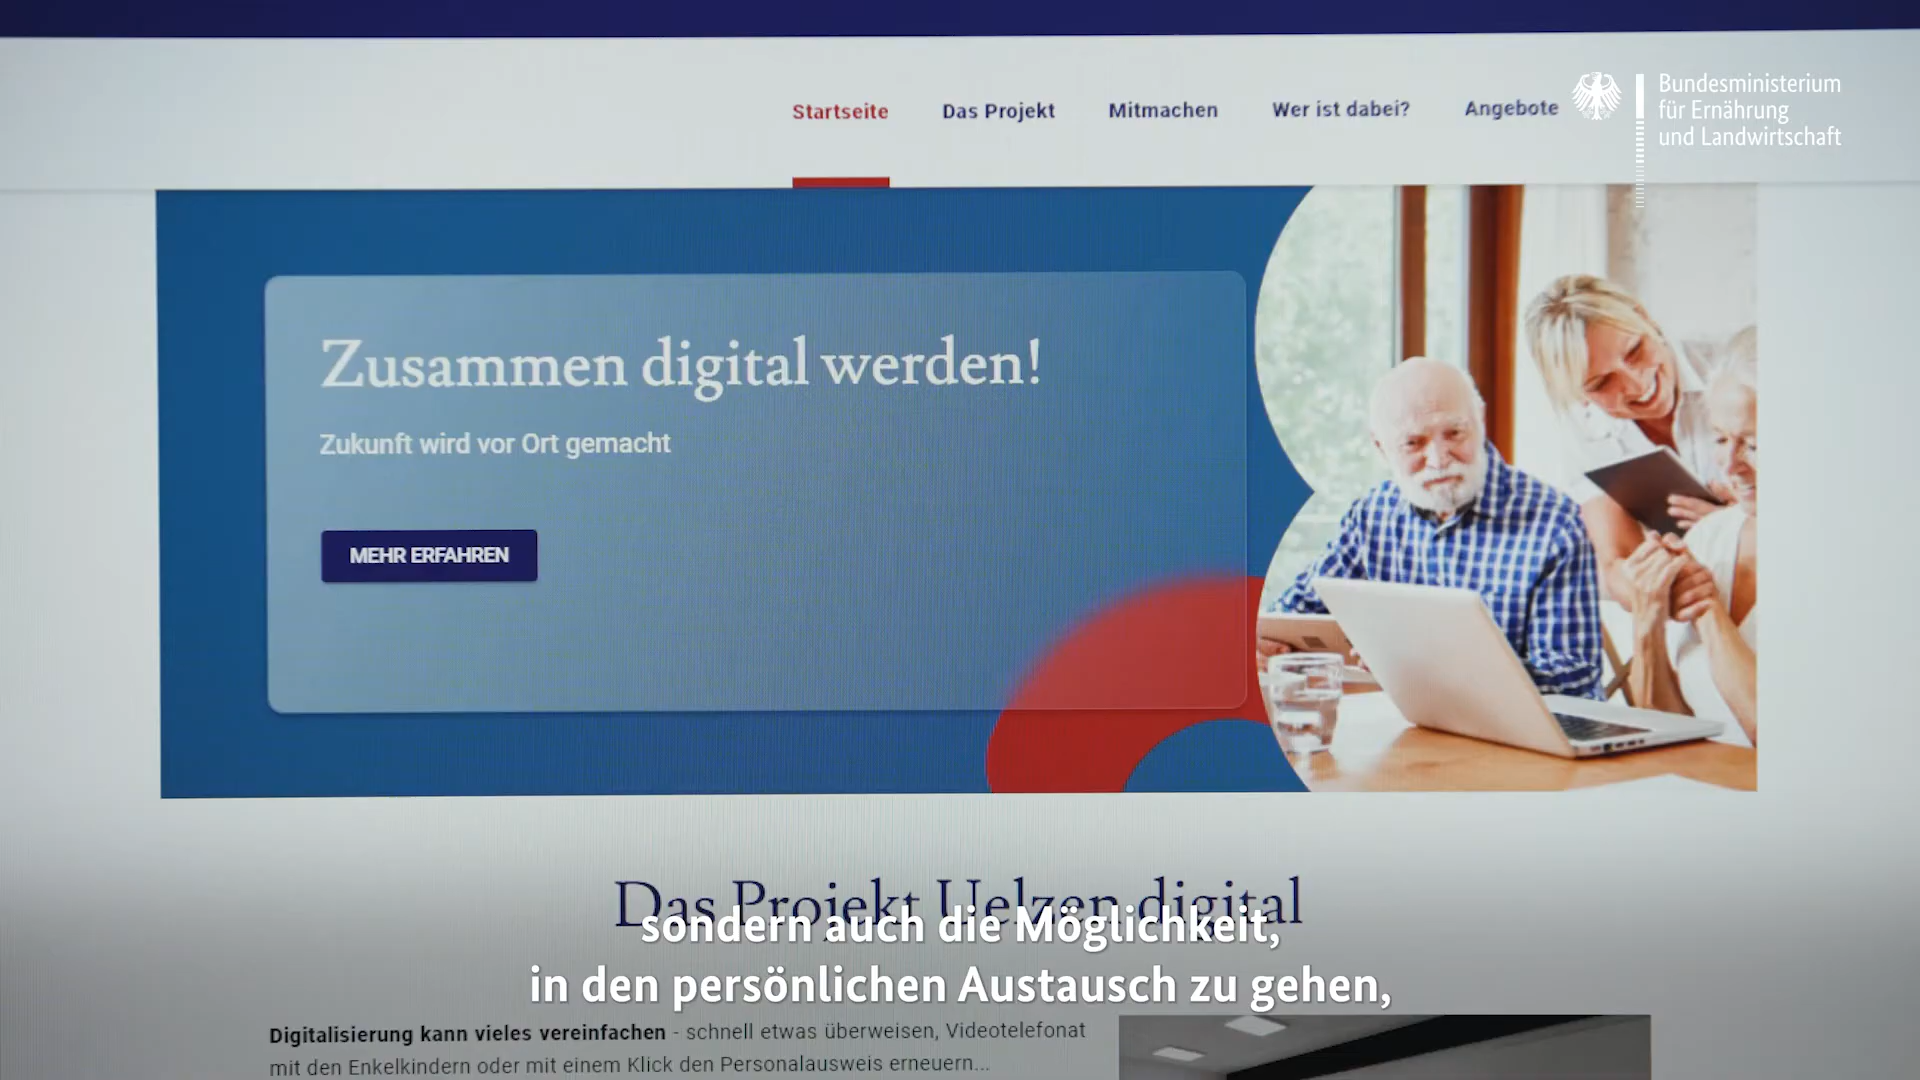 Startseite Das Projekt Mitmachen Wer ist dabei? Angebote
Bundesministerium
für Ernährung
und Landwirtschaft
Zusammen digital werden!
Zukunft wird vor Ort gemacht
MEHR ERFAHREN
Das Projekt Uelzen digital
sondern auch die Möglichkeit,
in den persönlichen Austausch zu gehen,
Digitalisierung kann vieles vereinfachen - schnell etwas überweisen, Videotelefonat
mit den Enkelkindern oder mit einem Klick den Personalausweis erneuern...